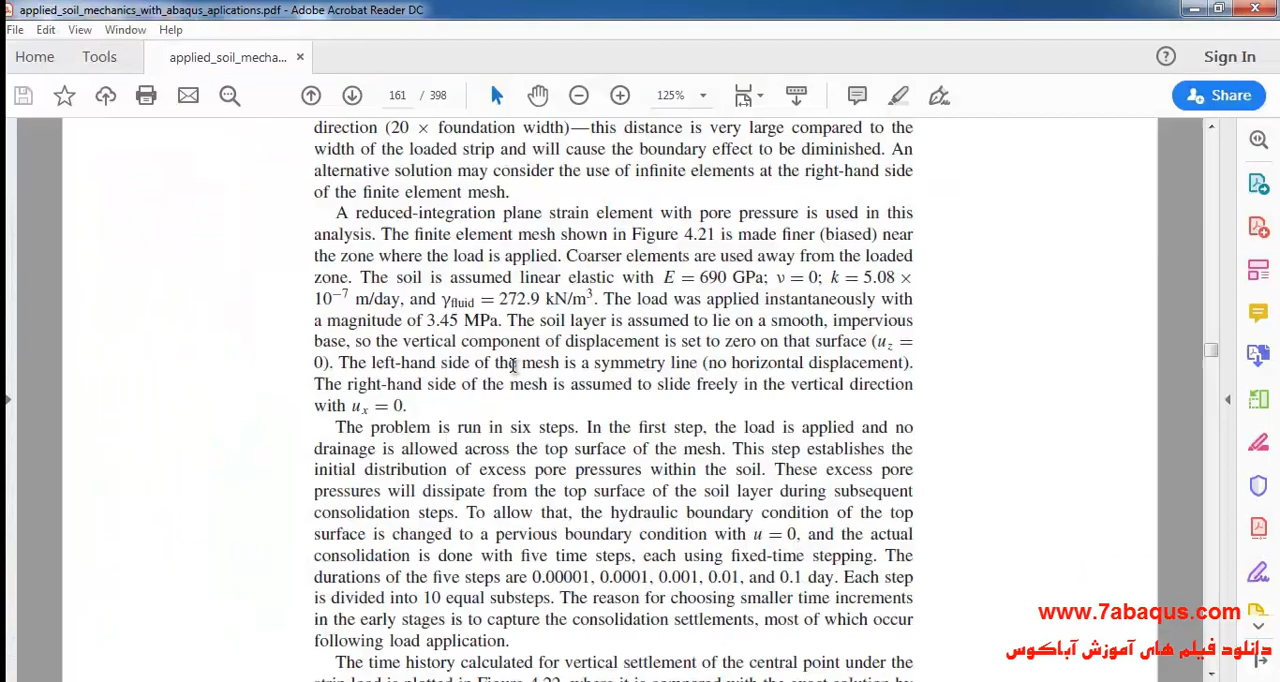 applied_soil_mechanics_with_abaqus_aplications.pdf - Adobe Acrobat Reader DC
File Edit View Window Help
Home Tools applied_soil_mecha... ×
Sign In
161 / 398 125% Share
direction (20 × foundation width)—this distance is very large compared to the
width of the loaded strip and will cause the boundary effect to be diminished. An
alternative solution may consider the use of infinite elements at the right-hand side
of the finite element mesh.
A reduced-integration plane strain element with pore pressure is used in this
analysis. The finite element mesh shown in Figure 4.21 is made finer (biased) near
the zone where the load is applied. Coarser elements are used away from the loaded
zone. The soil is assumed linear elastic with E = 690 GPa; ν = 0; k = 5.08 ×
10⁻⁷ m/day, and γfluid = 272.9 kN/m³. The load was applied instantaneously with
a magnitude of 3.45 MPa. The soil layer is assumed to lie on a smooth, impervious
base, so the vertical component of displacement is set to zero on that surface (uz =
0). The left-hand side of the mesh is a symmetry line (no horizontal displacement).
The right-hand side of the mesh is assumed to slide freely in the vertical direction
with ux = 0.
The problem is run in six steps. In the first step, the load is applied and no
drainage is allowed across the top surface of the mesh. This step establishes the
initial distribution of excess pore pressures within the soil. These excess pore
pressures will dissipate from the top surface of the soil layer during subsequent
consolidation steps. To allow that, the hydraulic boundary condition of the top
surface is changed to a pervious boundary condition with u = 0, and the actual
consolidation is done with five time steps, each using fixed-time stepping. The
durations of the five steps are 0.00001, 0.0001, 0.001, 0.01, and 0.1 day. Each step
is divided into 10 equal substeps. The reason for choosing smaller time increments
in the early stages is to capture the consolidation settlements, most of which occur
following load application.
The time history calculated for vertical settlement of the central point under the
strip load is plotted in Figure 4.22, where it is compared with the exact solution by
www.7abaqus.com
دانلود فیلم های آموزش آباکوس